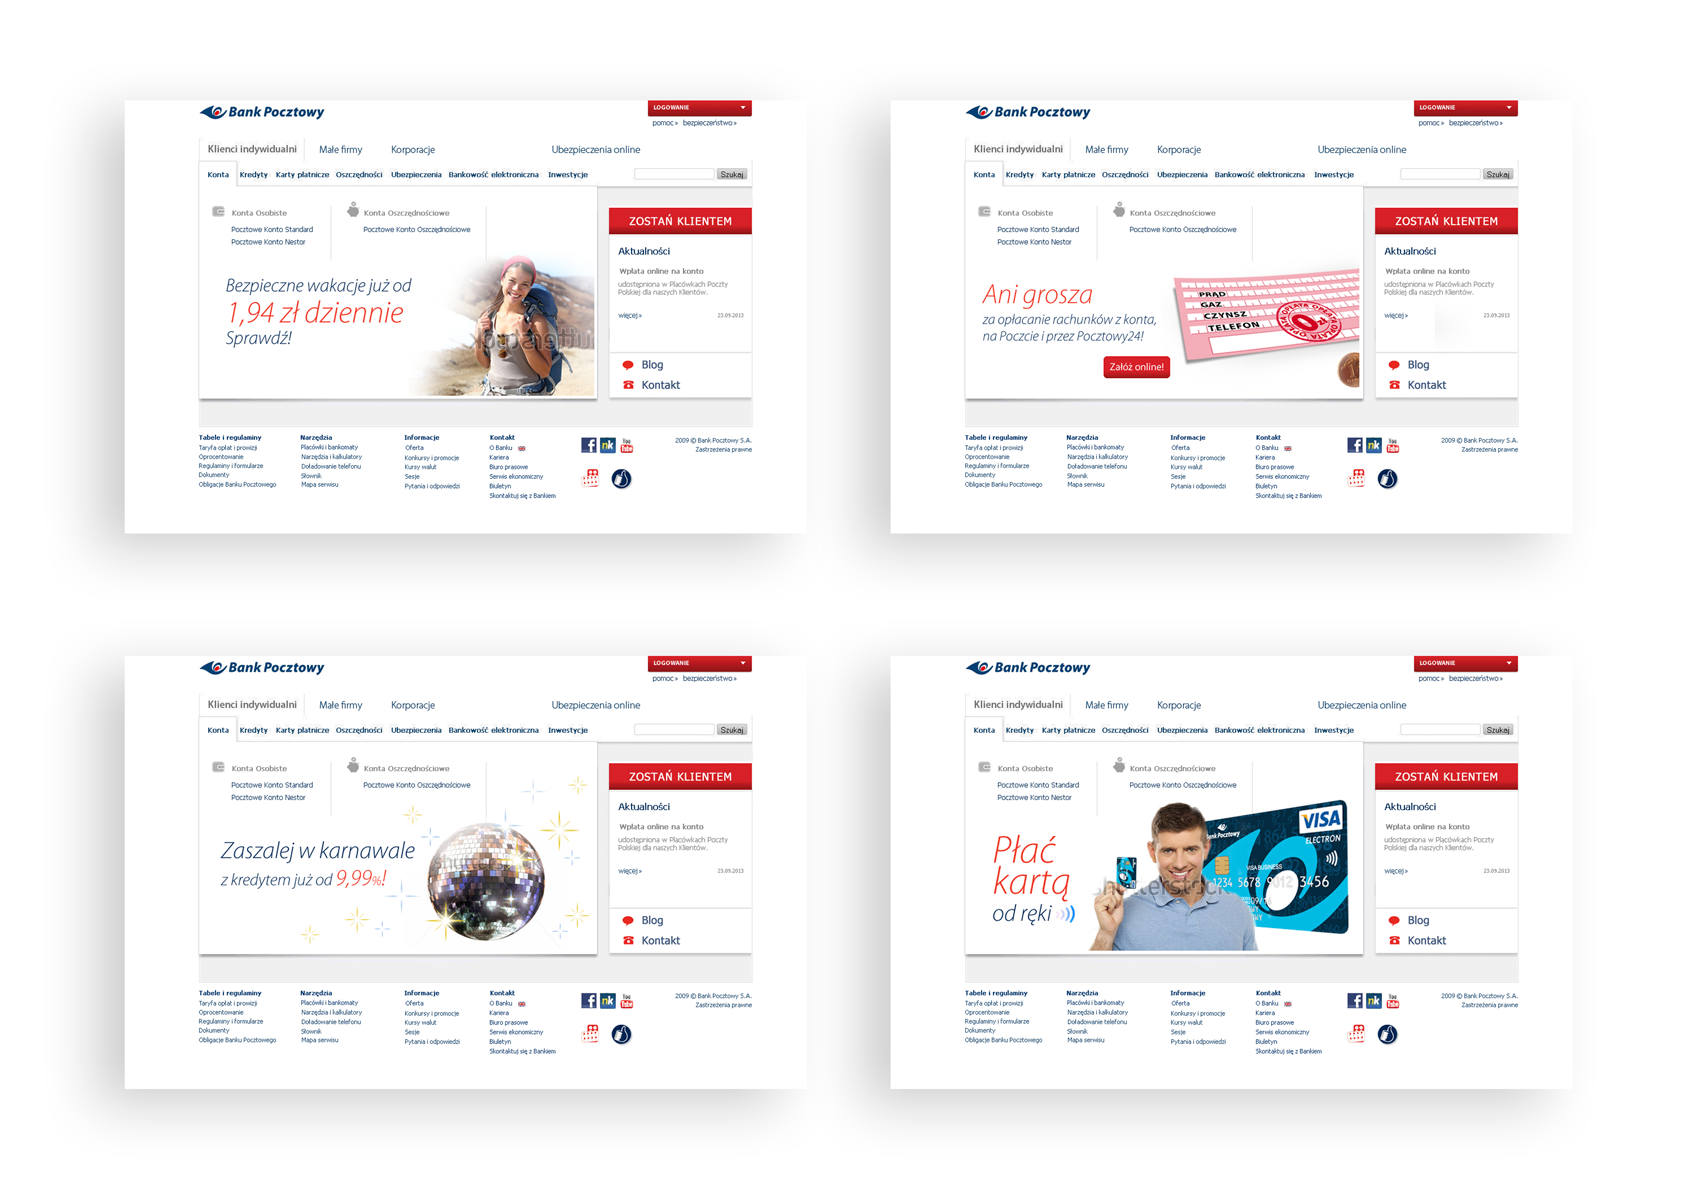 Bank Pocztowy
LOGOWANIE
pomoc » bezpieczeństwo »
Klienci indywidualni Małe firmy Korporacje Ubezpieczenia online
Konta Kredyty Karty płatnicze Oszczędności Ubezpieczenia Bankowość elektroniczna Inwestycje Szukaj
Konta Osobiste Konta Oszczędnościowe
Pocztowe Konto Standard Pocztowe Konto Oszczędnościowe
Pocztowe Konto Nestor
Bezpieczne wakacje już od
1,94 zł dziennie
Sprawdź!
ZOSTAŃ KLIENTEM
Aktualności
Wpłata online na konto
udostępniona w Placówkach Poczty
Polskiej dla naszych Klientów.
więcej » 23.09.2013
Blog
Kontakt
Tabele i regulaminy Narzędzia Informacje Kontakt
Taryfa opłat i prowizji Placówki i bankomaty Oferta O Banku
Oprocentowanie Narzędzia i kalkulatory Konkursy i promocje Kariera
Regulaminy i formularze Doładowanie telefonu Kursy walut Biuro prasowe
Dokumenty Słownik Sesje Serwis ekonomiczny
Obligacje Banku Pocztowego Mapa serwisu Pytania i odpowiedzi Biuletyn
Skontaktuj się z Bankiem
f nk You Tube
2009 © Bank Pocztowy S.A.
Zastrzeżenia prawne
Bank Pocztowy
LOGOWANIE
pomoc » bezpieczeństwo »
Klienci indywidualni Małe firmy Korporacje Ubezpieczenia online
Konta Kredyty Karty płatnicze Oszczędności Ubezpieczenia Bankowość elektroniczna Inwestycje Szukaj
Konta Osobiste Konta Oszczędnościowe
Pocztowe Konto Standard Pocztowe Konto Oszczędnościowe
Pocztowe Konto Nestor
Ani grosza
za opłacanie rachunków z konta,
na Poczcie i przez Pocztowy24!
Załóż online!
PRĄD
GAZ
CZYNSZ
TELEFON
OPŁATA OPŁATA OPŁATA
0 zł
1
ZOSTAŃ KLIENTEM
Aktualności
Wpłata online na konto
udostępniona w Placówkach Poczty
Polskiej dla naszych Klientów.
więcej » 23.09.2013
Blog
Kontakt
Tabele i regulaminy Narzędzia Informacje Kontakt
Taryfa opłat i prowizji Placówki i bankomaty Oferta O Banku
Oprocentowanie Narzędzia i kalkulatory Konkursy i promocje Kariera
Regulaminy i formularze Doładowanie telefonu Kursy walut Biuro prasowe
Dokumenty Słownik Sesje Serwis ekonomiczny
Obligacje Banku Pocztowego Mapa serwisu Pytania i odpowiedzi Biuletyn
Skontaktuj się z Bankiem
f nk You Tube
2009 © Bank Pocztowy S.A.
Zastrzeżenia prawne
Bank Pocztowy
LOGOWANIE
pomoc » bezpieczeństwo »
Klienci indywidualni Małe firmy Korporacje Ubezpieczenia online
Konta Kredyty Karty płatnicze Oszczędności Ubezpieczenia Bankowość elektroniczna Inwestycje Szukaj
Konta Osobiste Konta Oszczędnościowe
Pocztowe Konto Standard Pocztowe Konto Oszczędnościowe
Pocztowe Konto Nestor
Zaszalej w karnawale
z kredytem już od 9,99%!
ZOSTAŃ KLIENTEM
Aktualności
Wpłata online na konto
udostępniona w Placówkach Poczty
Polskiej dla naszych Klientów.
więcej » 23.09.2013
Blog
Kontakt
Tabele i regulaminy Narzędzia Informacje Kontakt
Taryfa opłat i prowizji Placówki i bankomaty Oferta O Banku
Oprocentowanie Narzędzia i kalkulatory Konkursy i promocje Kariera
Regulaminy i formularze Doładowanie telefonu Kursy walut Biuro prasowe
Dokumenty Słownik Sesje Serwis ekonomiczny
Obligacje Banku Pocztowego Mapa serwisu Pytania i odpowiedzi Biuletyn
Skontaktuj się z Bankiem
f nk You Tube
2009 © Bank Pocztowy S.A.
Zastrzeżenia prawne
Bank Pocztowy
LOGOWANIE
pomoc » bezpieczeństwo »
Klienci indywidualni Małe firmy Korporacje Ubezpieczenia online
Konta Kredyty Karty płatnicze Oszczędności Ubezpieczenia Bankowość elektroniczna Inwestycje Szukaj
Konta Osobiste Konta Oszczędnościowe
Pocztowe Konto Standard Pocztowe Konto Oszczędnościowe
Pocztowe Konto Nestor
Płać
kartą
od ręki
shutterstock
Bank Pocztowy
VISA
ELECTRON
VISA BUSINESS
1234 5678 9012 3456
ZOSTAŃ KLIENTEM
Aktualności
Wpłata online na konto
udostępniona w Placówkach Poczty
Polskiej dla naszych Klientów.
więcej » 23.09.2013
Blog
Kontakt
Tabele i regulaminy Narzędzia Informacje Kontakt
Taryfa opłat i prowizji Placówki i bankomaty Oferta O Banku
Oprocentowanie Narzędzia i kalkulatory Konkursy i promocje Kariera
Regulaminy i formularze Doładowanie telefonu Kursy walut Biuro prasowe
Dokumenty Słownik Sesje Serwis ekonomiczny
Obligacje Banku Pocztowego Mapa serwisu Pytania i odpowiedzi Biuletyn
Skontaktuj się z Bankiem
f nk You Tube
2009 © Bank Pocztowy S.A.
Zastrzeżenia prawne